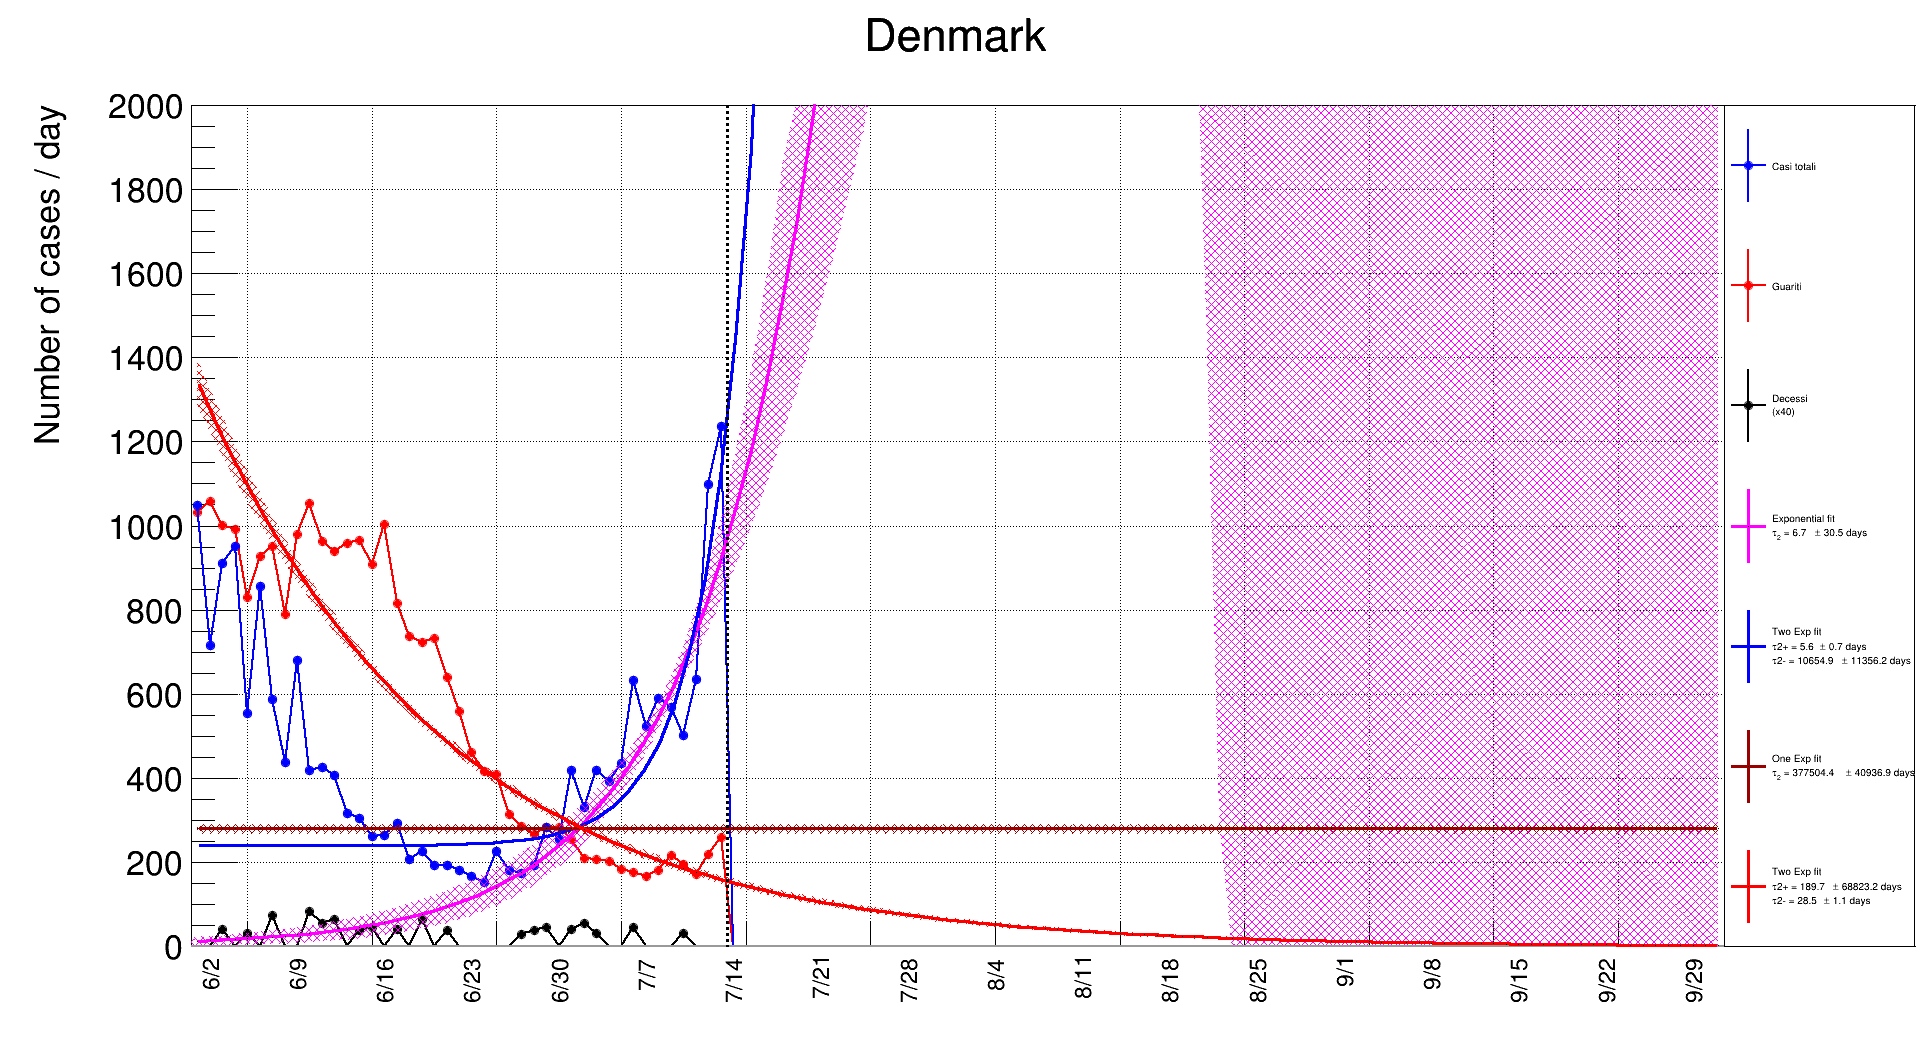 Denmark
Number of cases / day
2000
1800
1600
1400
1200
1000
800
600
400
200
0
6/2
6/9
6/16
6/23
6/30
7/7
7/14
7/21
7/28
8/4
8/11
8/18
8/25
9/1
9/8
9/15
9/22
9/29
Casi totali
Guariti
Decessi
(x40)
Exponential fit
τ2 = 6.7 ± 30.5 days
Two Exp fit
τ2+ = 5.6 ± 0.7 days
τ2- = 10654.9 ± 11356.2 days
One Exp fit
τ2 = 377504.4 ± 40936.9 days
Two Exp fit
τ2+ = 189.7 ± 68823.2 days
τ2- = 28.5 ± 1.1 days